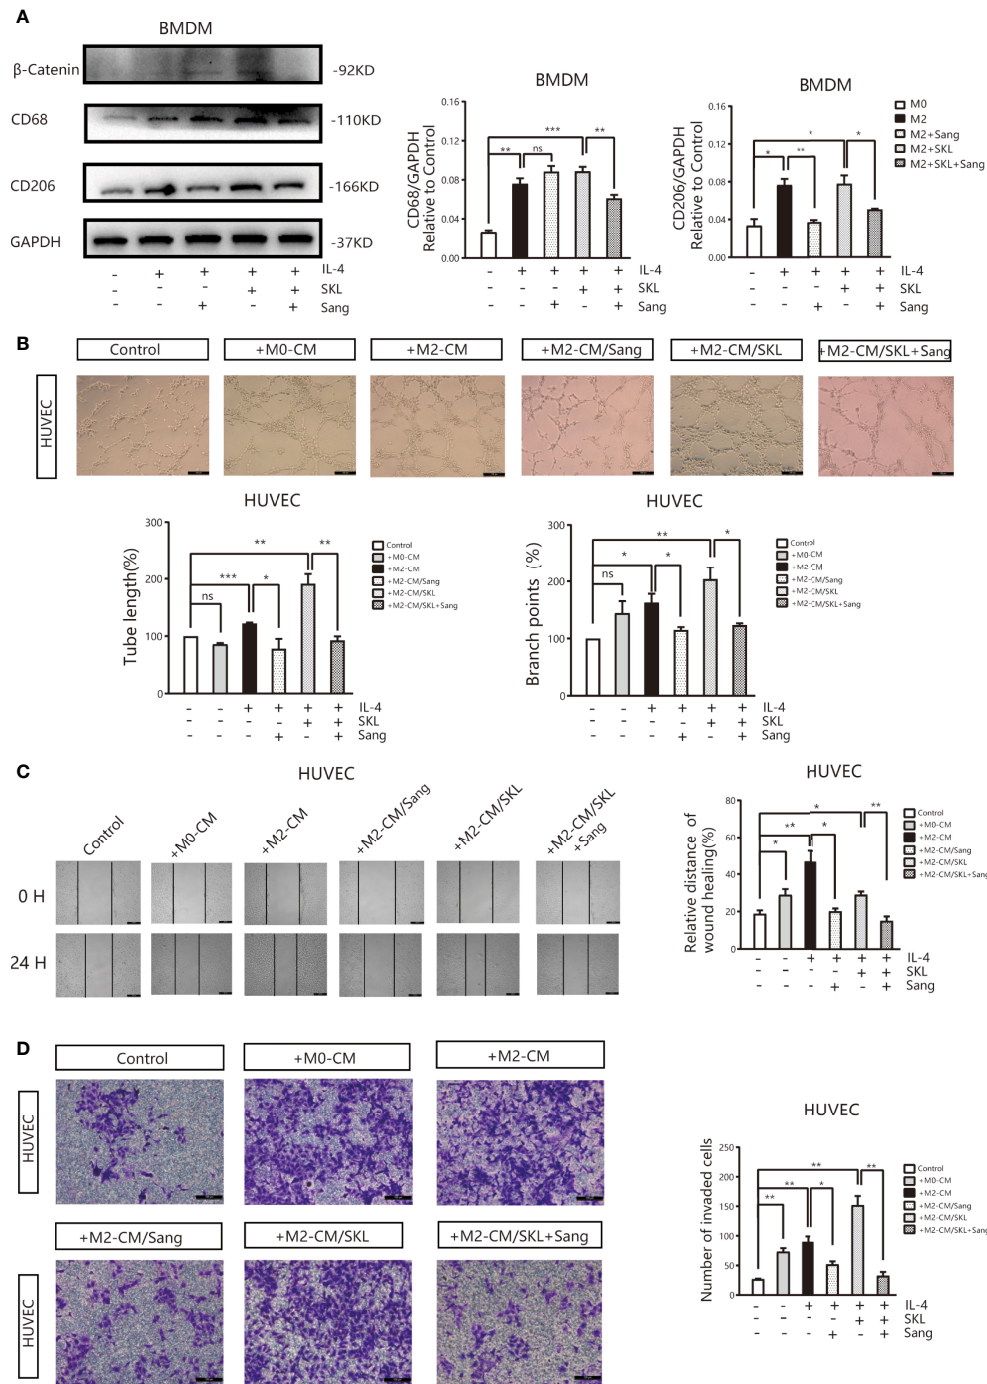 A
BMDM
β-Catenin
-92KD
CD68
-110KD
CD206
-166KD
GAPDH
-37KD
- + + + + IL-4
- - - + + SKL
- - + - + Sang
BMDM
CD68/GAPDH
Relative to Control
0.16
0.12
0.08
0.04
0.00
***
** ns **
- + + + + IL-4
- - - + + SKL
- - + - + Sang
BMDM
CD206/GAPDH
Relative to Control
0.16
0.12
0.08
0.04
0.00
*
* ** *
- + + + + IL-4
- - - + + SKL
- - + - + Sang
M0
M2
M2+Sang
M2+SKL
M2+SKL+Sang
B
Control
+M0-CM
+M2-CM
+M2-CM/Sang
+M2-CM/SKL
+M2-CM/SKL+Sang
HUVEC
HUVEC
Tube length(%)
300
200
100
0
** **
*** *
ns
- - + + + + IL-4
- - - - + + SKL
- - - + - + Sang
Control
+M0-CM
+M2-CM
+M2-CM/Sang
+M2-CM/SKL
+M2-CM/SKL+Sang
HUVEC
Branch points (%)
300
200
100
0
** *
* *
ns
- - + + + + IL-4
- - - - + + SKL
- - - + - + Sang
Control
+M0-CM
+M2-CM
+M2-CM/Sang
+M2-CM/SKL
+M2-CM/SKL+Sang
C
HUVEC
Control
+M0-CM
+M2-CM
+M2-CM/Sang
+M2-CM/SKL
+M2-CM/SKL
+Sang
0 H
24 H
HUVEC
Relative distance of
wound healing(%)
80
60
40
20
0
* **
** *
*
- - + + + + IL-4
- - - - + + SKL
- - - + - + Sang
Control
+M0-CM
+M2-CM
+M2-CM/Sang
+M2-CM/SKL
+M2-CM/SKL+Sang
D
Control
+M0-CM
+M2-CM
HUVEC
+M2-CM/Sang
+M2-CM/SKL
+M2-CM/SKL+Sang
HUVEC
HUVEC
Number of invaded cells
250
200
150
100
50
0
** **
** *
**
- - + + + + IL-4
- - - - + + SKL
- - - + - + Sang
Control
+M0-CM
+M2-CM
+M2-CM/Sang
+M2-CM/SKL
+M2-CM/SKL+Sang